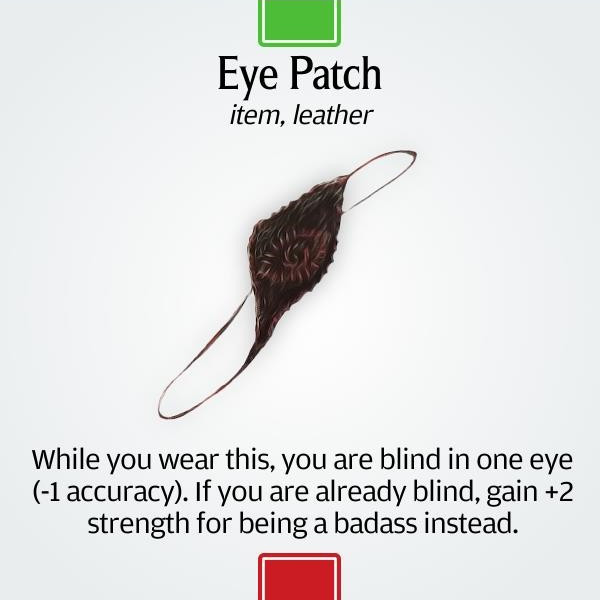 Eye Patch
item, leather
While you wear this, you are blind in one eye
(-1 accuracy). If you are already blind, gain +2
strength for being a badass instead.